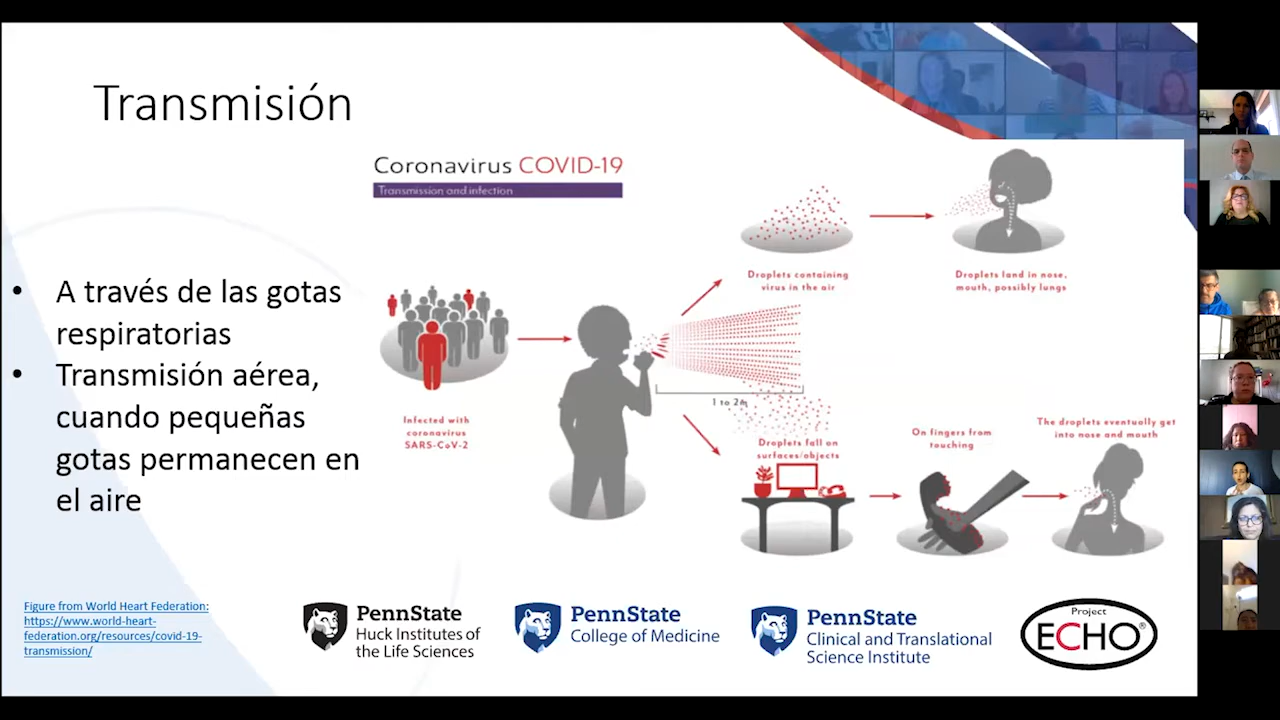 Transmisión
Coronavirus COVID-19
Transmission and infection
• A través de las gotas
respiratorias
• Transmisión aérea,
cuando pequeñas
gotas permanecen en
el aire
Infected with
coronavirus
SARS-CoV-2
1 to 2m
Droplets containing
virus in the air
Droplets land in nose,
mouth, possibly lungs
Droplets fall on
surfaces/objects
On fingers from
touching
The droplets eventually get
into nose and mouth
Figure from World Heart Federation:
https://www.world-heart-
federation.org/resources/covid-19-
transmission/
PennState
Huck Institutes of
the Life Sciences
PennState
College of Medicine
PennState
Clinical and Translational
Science Institute
Project
ECHO®